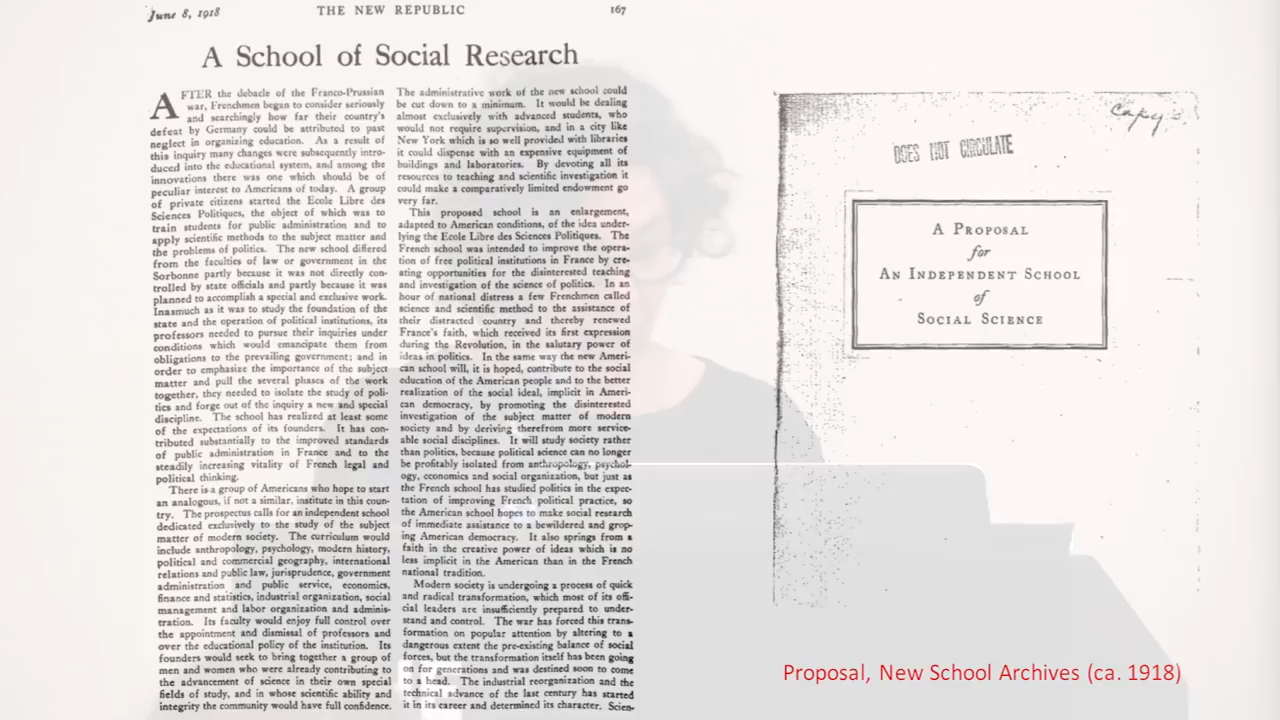 June 8, 1918
THE NEW REPUBLIC
167
A School of Social Research
AFTER the debacle of the Franco-Prussian
war, Frenchmen began to consider seriously
and searchingly how far their country's
defeat by Germany could be attributed to past
neglect in organizing education. As a result of
this inquiry many changes were subsequently intro-
duced into the educational system, and among the
innovations there was one which should be of
peculiar interest to Americans of today. A group
of private citizens started the Ecole Libre des
Sciences Politiques, the object of which was to
train students for public administration and to
apply scientific methods to the subject matter and
the problems of politics. The new school differed
from the faculties of law or government in the
Sorbonne partly because it was not directly con-
trolled by state officials and partly because it was
planned to accomplish a special and exclusive work.
Inasmuch as it was to study the foundation of the
state and the operation of political institutions, its
professors needed to pursue their inquiries under
conditions which would emancipate them from
obligations to the prevailing government; and in
order to emphasize the importance of the subject
matter and pull the several phases of the work
together, they needed to isolate the study of poli-
tics and forge out of the inquiry a new and special
discipline. The school has realized at least some
of the expectations of its founders. It has con-
tributed substantially to the improved standards
of public administration in France and to the
steadily increasing vitality of French legal and
political thinking.
There is a group of Americans who hope to start
an analogous, if not a similar, institute in this coun-
try. The prospectus calls for an independent school
dedicated exclusively to the study of the subject
matter of modern society. The curriculum would
include anthropology, psychology, modern history,
political and commercial geography, international
relations and public law, jurisprudence, government
administration and public service, economics,
finance and statistics, industrial organization, social
management and labor organization and adminis-
tration. Its faculty would enjoy full control over
the appointment and dismissal of professors and
over the educational policy of the institution. Its
founders would seek to bring together a group of
men and women who were already contributing to
the advancement of science in their own special
fields of study, and in whose scientific ability and
integrity the community would have full confidence.
The administrative work of the new school could
be cut down to a minimum. It would be dealing
almost exclusively with advanced students, who
would not require supervision, and in a city like
New York which is so well provided with libraries
it could dispense with an expensive equipment of
buildings and laboratories. By devoting all its
resources to teaching and scientific investigation it
could make a comparatively limited endowment go
very far.
This proposed school is an enlargement,
adapted to American conditions, of the idea under-
lying the Ecole Libre des Sciences Politiques. The
French school was intended to improve the opera-
tion of free political institutions in France by cre-
ating opportunities for the disinterested teaching
and investigation of the science of politics. In an
hour of national distress a few Frenchmen called
science and scientific method to the assistance of
their distracted country and thereby renewed
France's faith, which received its first expression
during the Revolution, in the salutary power of
ideas in politics. In the same way the new Ameri-
can school will, it is hoped, contribute to the social
education of the American people and to the better
realization of the social ideal, implicit in Ameri-
can democracy, by promoting the disinterested
investigation of the subject matter of modern
society and by deriving therefrom more service-
able social disciplines. It will study society rather
than politics, because political science can no longer
be profitably isolated from anthropology, psychol-
ogy, economics and social organization, but just as
the French school has studied politics in the expec-
tation of improving French political practice, so
the American school hopes to make social research
of immediate assistance to a bewildered and grop-
ing American democracy. It also springs from a
faith in the creative power of ideas which is no
less implicit in the American than in the French
national tradition.
Modern society is undergoing a process of quick
and radical transformation, which most of its offi-
cial leaders are insufficiently prepared to under-
stand and control. The war has forced this trans-
formation on popular attention by altering to a
dangerous extent the pre-existing balance of social
forces, but the transformation itself has been going
on for generations and was destined soon to come
to a head. The industrial reorganization and the
technical advance of the last century has started
it in its career and determined its character. Scien-
DOES NOT CIRCULATE
A PROPOSAL
for
AN INDEPENDENT SCHOOL
of
SOCIAL SCIENCE
Proposal, New School Archives (ca. 1918)